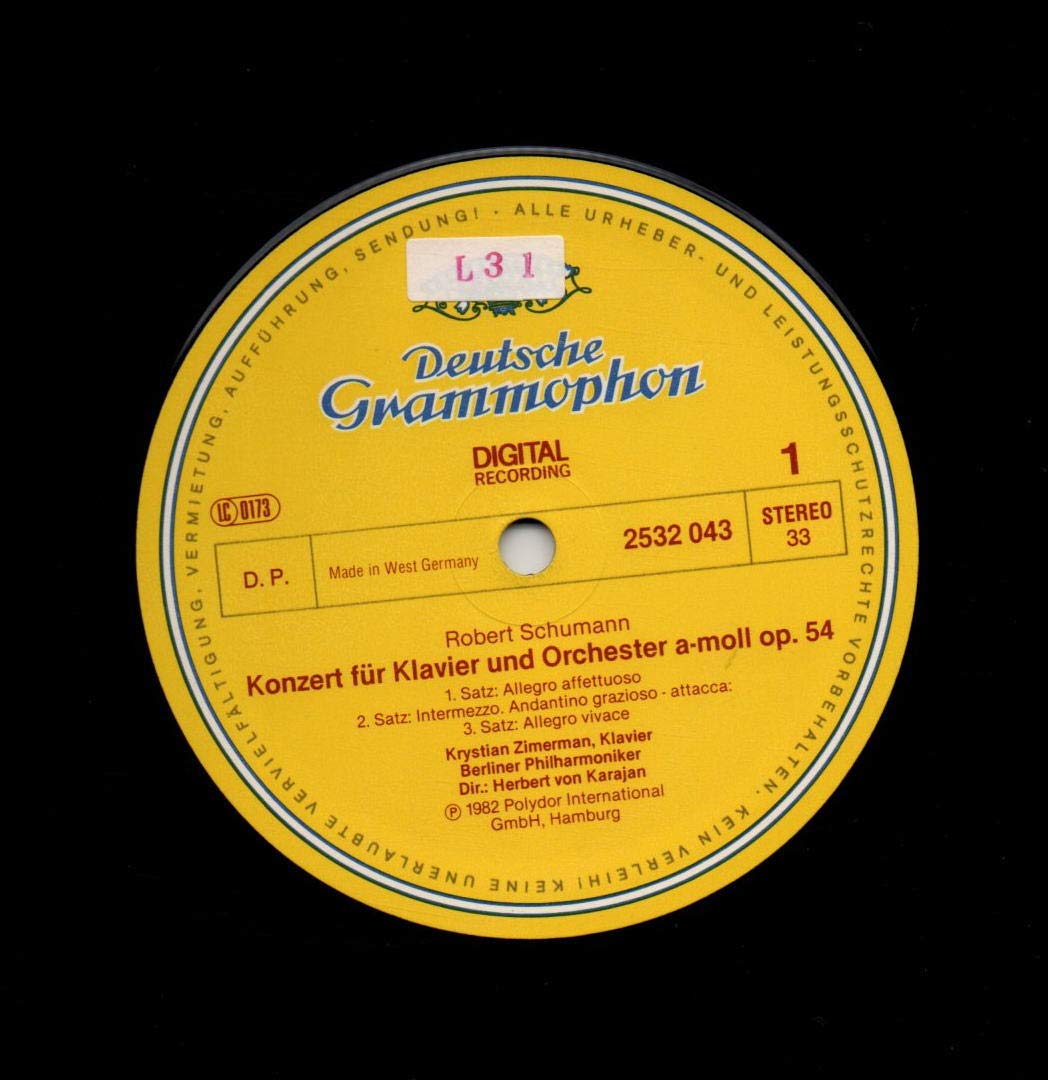 L 3 1
Deutsche
Grammophon
DIGITAL
RECORDING
1
LC 0173
D. P.
Made in West Germany
2532 043
STEREO
33
Robert Schumann
Konzert für Klavier und Orchester a-moll op. 54
1. Satz: Allegro affettuoso
2. Satz: Intermezzo. Andantino grazioso - attacca:
3. Satz: Allegro vivace
Krystian Zimerman, Klavier
Berliner Philharmoniker
Dir.: Herbert von Karajan
℗ 1982 Polydor International
GmbH, Hamburg
ALLE URHEBER- UND LEISTUNGSSCHUTZRECHTE VORBEHALTEN. KEIN VERLEIH! KEINE UNERLAUBTE VERVIELFÄLTIGUNG, VERMIETUNG, AUFFÜHRUNG, SENDUNG! ·